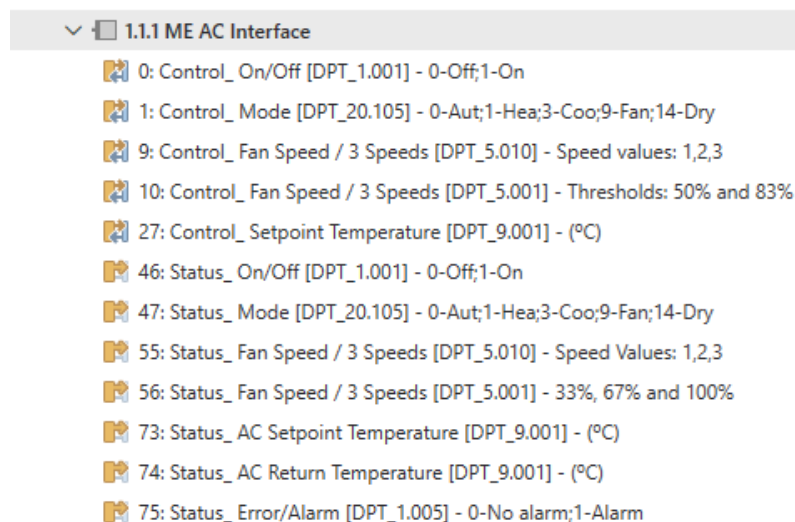 1.1.1 ME AC Interface
0: Control_ On/Off [DPT_1.001] - 0-Off;1-On
1: Control_ Mode [DPT_20.105] - 0-Aut;1-Hea;3-Coo;9-Fan;14-Dry
9: Control_ Fan Speed / 3 Speeds [DPT_5.010] - Speed values: 1,2,3
10: Control_ Fan Speed / 3 Speeds [DPT_5.001] - Thresholds: 50% and 83%
27: Control_ Setpoint Temperature [DPT_9.001] - (ºC)
46: Status_ On/Off [DPT_1.001] - 0-Off;1-On
47: Status_ Mode [DPT_20.105] - 0-Aut;1-Hea;3-Coo;9-Fan;14-Dry
55: Status_ Fan Speed / 3 Speeds [DPT_5.010] - Speed Values: 1,2,3
56: Status_ Fan Speed / 3 Speeds [DPT_5.001] - 33%, 67% and 100%
73: Status_ AC Setpoint Temperature [DPT_9.001] - (ºC)
74: Status_ AC Return Temperature [DPT_9.001] - (ºC)
75: Status_ Error/Alarm [DPT_1.005] - 0-No alarm;1-Alarm